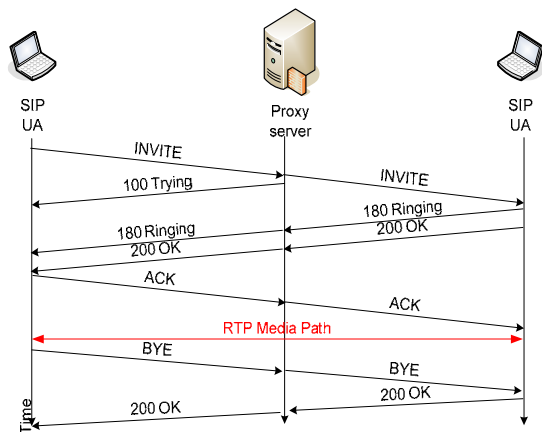 SIP
UA
Proxy
server
SIP
UA
INVITE
100 Trying
INVITE
180 Ringing
180 Ringing
200 OK
200 OK
ACK
ACK
RTP Media Path
BYE
BYE
200 OK
200 OK
Time